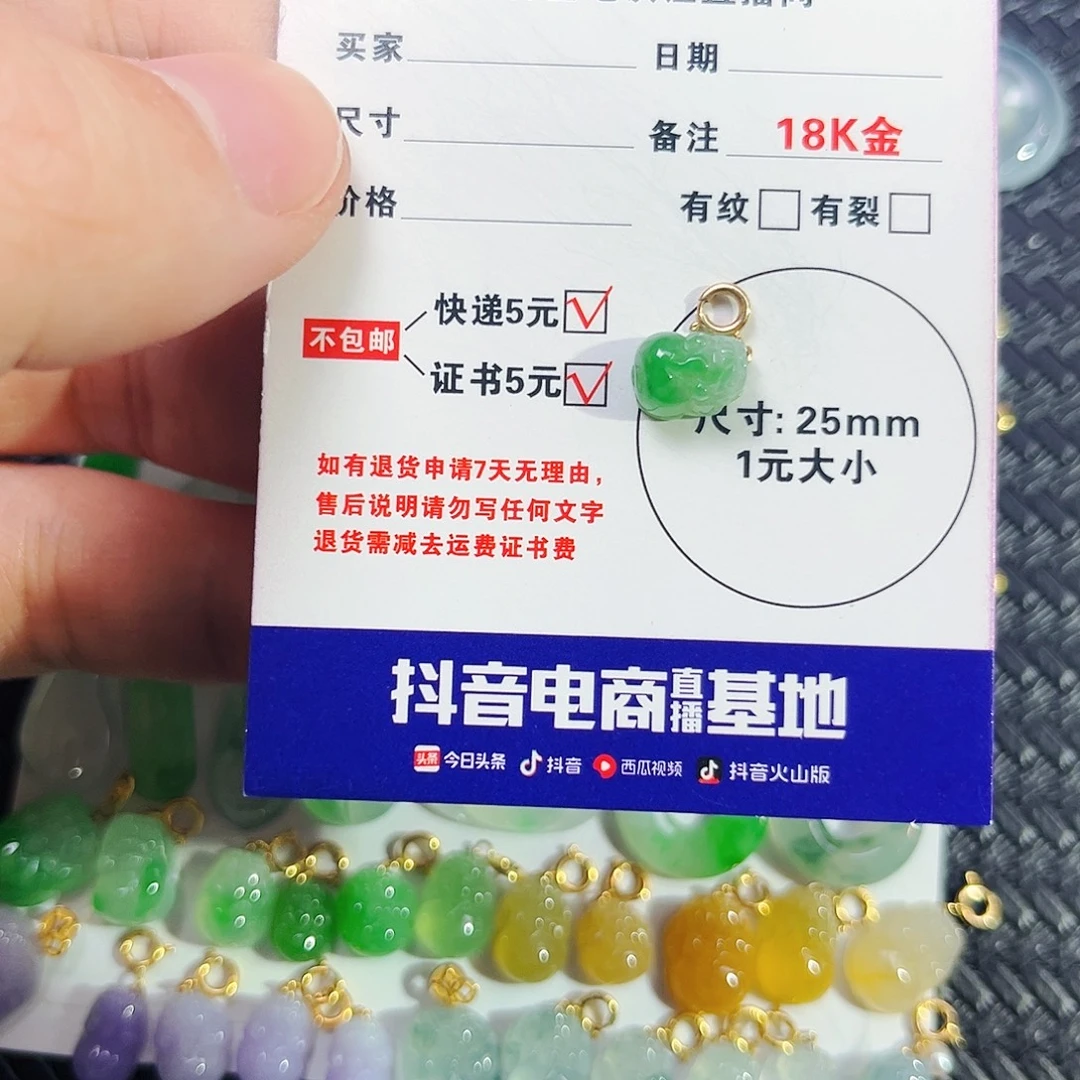 买家 日期
尺寸 备注 18K金
价格 有纹 有裂
不包邮 快递5元
证书5元
尺寸: 25mm
1元大小
如有退货申请7天无理由，
售后说明请勿写任何文字
退货需减去运费证书费
抖音电商直播基地
头条 今日头条 抖音 西瓜视频 抖音火山版